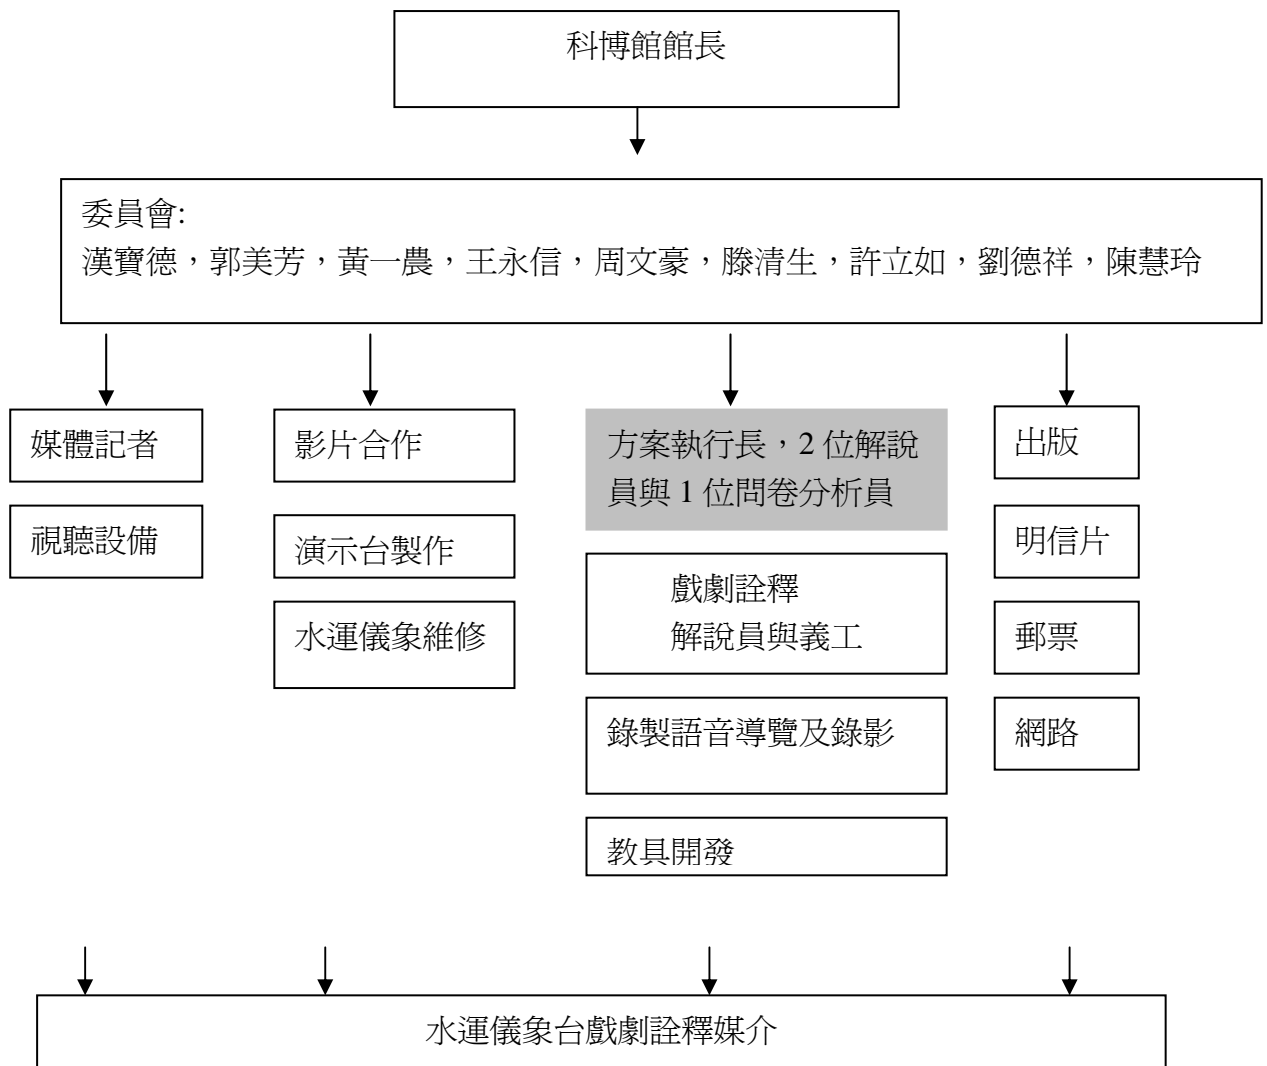 科博館館長
委員會:
漢寶德，郭美芳，黃一農，王永信，周文豪，滕清生，許立如，劉德祥，陳慧玲
媒體記者
視聽設備
影片合作
演示台製作
水運儀象維修
方案執行長，2 位解說
員與 1 位問卷分析員
戲劇詮釋
解說員與義工
錄製語音導覽及錄影
教具開發
出版
明信片
郵票
網路
水運儀象台戲劇詮釋媒介